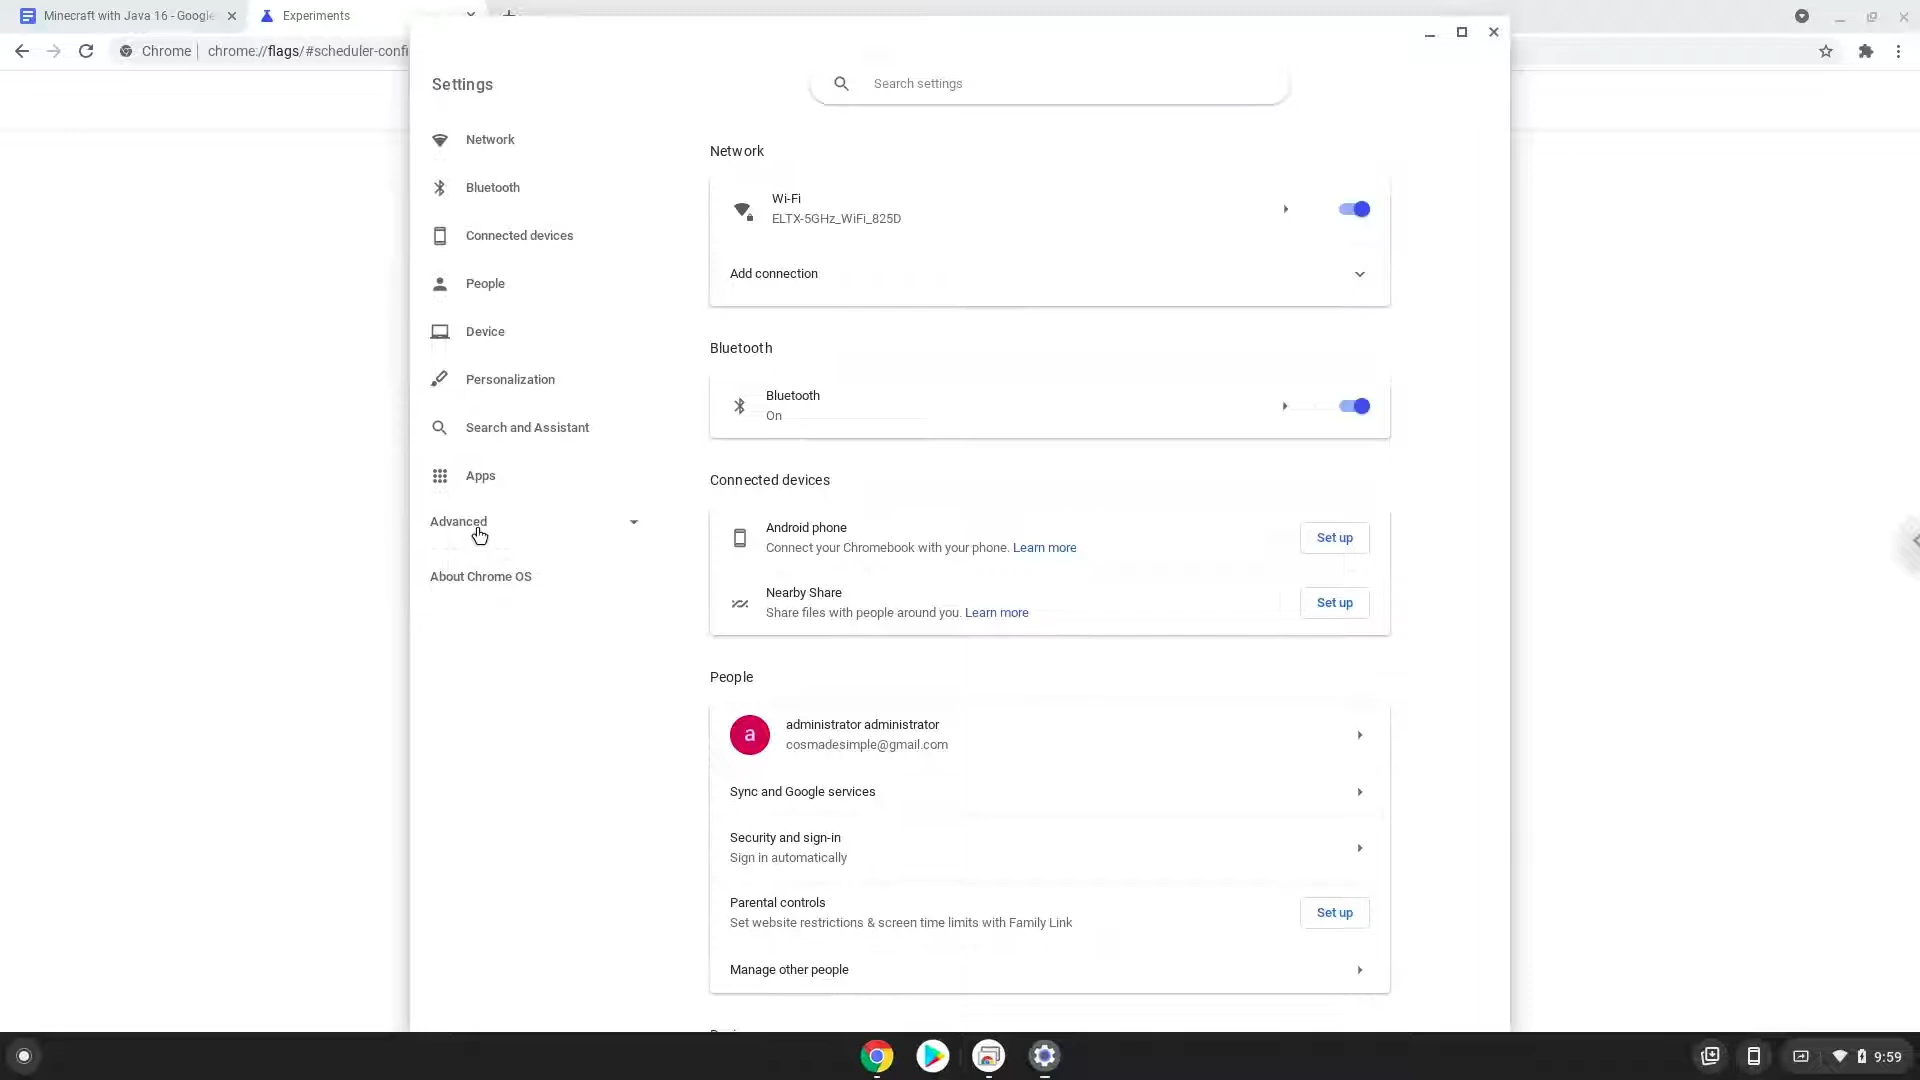 Minecraft with Java 16 - Google
Experiments
Chrome
chrome://flags/#scheduler-confi
Settings
Search settings
Network
Bluetooth
Connected devices
People
Device
Personalization
Search and Assistant
Apps
Advanced
About Chrome OS
Network
Wi-Fi
ELTX-5GHz_WiFi_825D
Add connection
Bluetooth
Bluetooth
On
Connected devices
Android phone
Connect your Chromebook with your phone. Learn more
Set up
Nearby Share
Share files with people around you. Learn more
Set up
People
a
administrator administrator
cosmadesimple@gmail.com
Sync and Google services
Security and sign-in
Sign in automatically
Parental controls
Set website restrictions & screen time limits with Family Link
Set up
Manage other people
9:59